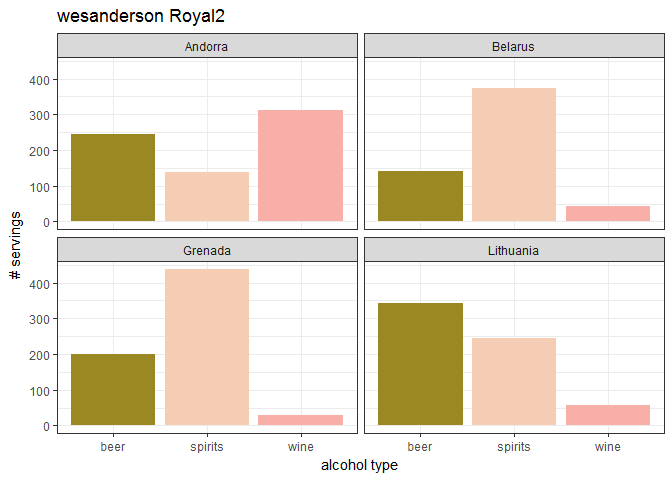 wesanderson Royal2
Andorra
Belarus
400
300
200
100
0
# servings
Grenada
Lithuania
400
300
200
100
0
beer
spirits
wine
beer
spirits
wine
alcohol type